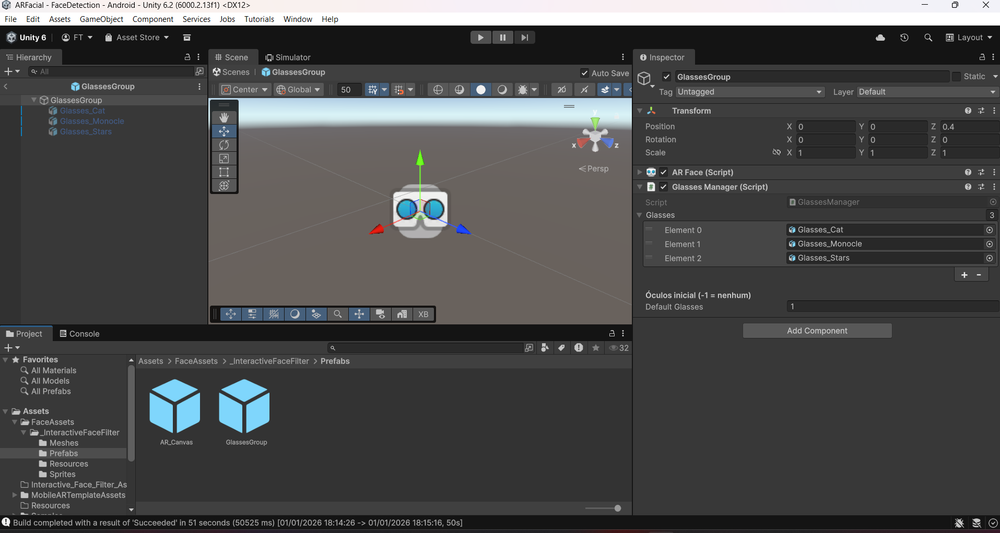 ARFacial - FaceDetection - Android - Unity 6.2 (6000.2.13f1) <DX12>
File Edit Assets GameObject Component Services Jobs Tutorials Window Help
Unity 6 FT Asset Store Layout
Hierarchy
All
GlassesGroup
GlassesGroup
Glasses_Cat
Glasses_Monocle
Glasses_Stars
Scene Simulator
Scenes GlassesGroup Auto Save
Center Global 50 2D
y
x
z
Persp
XB
Inspector
GlassesGroup Static
Tag Untagged Layer Default
Transform
Position X 0 Y 0 Z 0.4
Rotation X 0 Y 0 Z 0
Scale X 1 Y 1 Z 1
AR Face (Script)
# Glasses Manager (Script)
Script # GlassesManager
Glasses 3
Element 0 Glasses_Cat
Element 1 Glasses_Monocle
Element 2 Glasses_Stars
+ -
Óculos inicial (-1 = nenhum)
Default Glasses 1
Add Component
Project Console
32
Favorites
All Materials
All Models
All Prefabs
Assets
FaceAssets
_InteractiveFaceFilter
Meshes
Prefabs
Resources
Sprites
Interactive_Face_Filter_As
MobileARTemplateAssets
Resources
Assets > FaceAssets > _InteractiveFaceFilter > Prefabs
AR_Canvas
GlassesGroup
Build completed with a result of 'Succeeded' in 51 seconds (50525 ms) [01/01/2026 18:14:26 -> 01/01/2026 18:15:16, 50s]